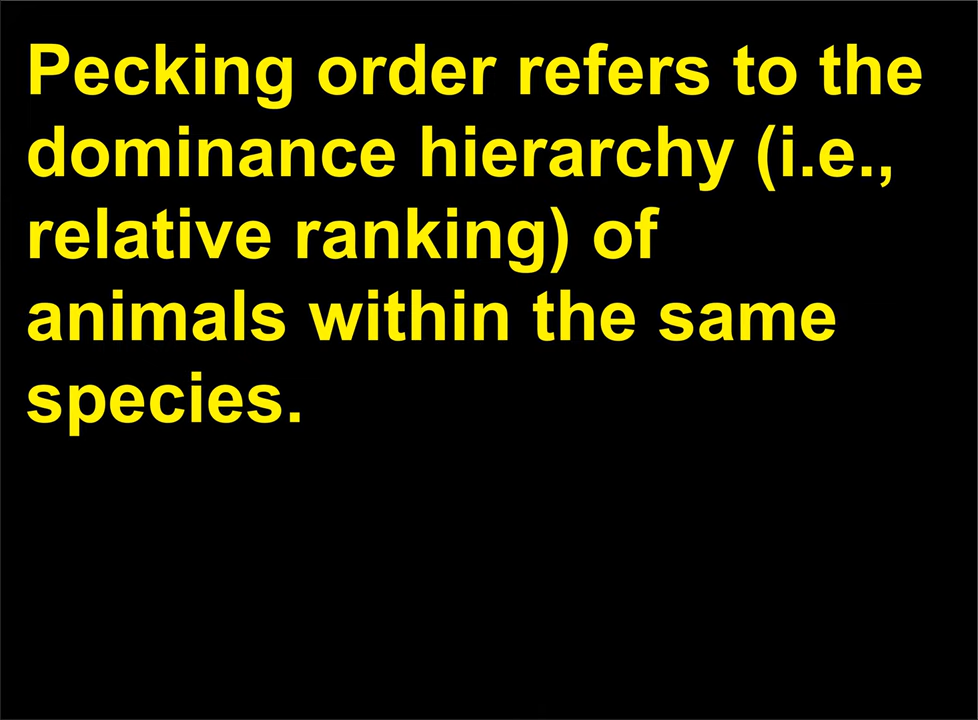 Pecking order refers to the
dominance hierarchy (i.e.,
relative ranking) of
animals within the same
species.